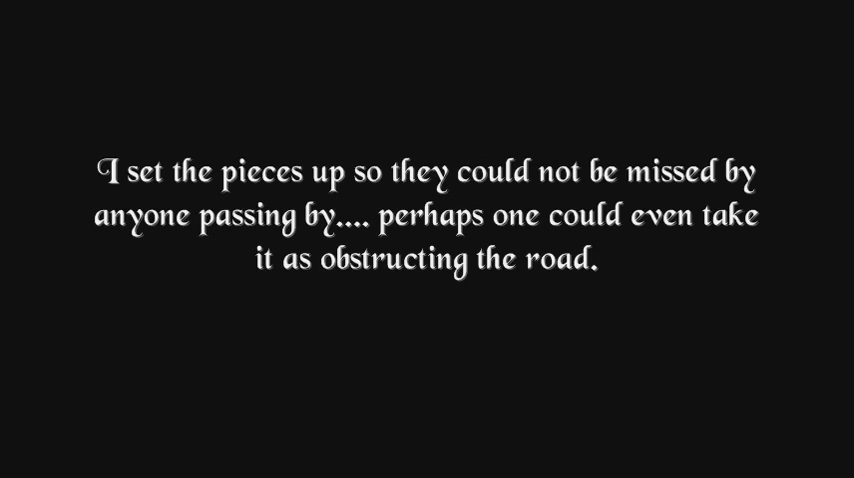 I set the pieces up so they could not be missed by
anyone passing by.... perhaps one could even take
it as obstructing the road.